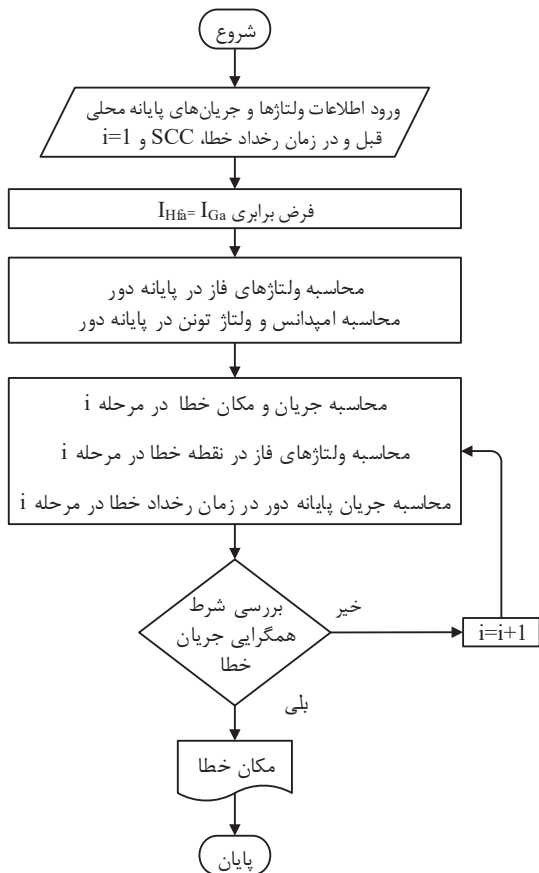 شروع
ورود اطلاعات ولتاژها و جریان‌های پایانه محلی
قبل و در زمان رخداد خطا، SCC و i=1
فرض برابری I_Hfa= I_Ga
محاسبه ولتاژهای فاز در پایانه دور
محاسبه امپدانس و ولتاژ تونن در پایانه دور
محاسبه جریان و مکان خطا در مرحله i
محاسبه ولتاژهای فاز در نقطه خطا در مرحله i
محاسبه جریان پایانه دور در زمان رخداد خطا در مرحله i
بررسی شرط
همگرایی جریان
خطا
خیر
i=i+1
بلی
مکان خطا
پایان